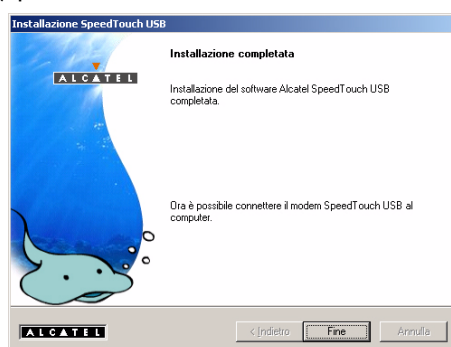 Installazione SpeedTouch USB
Installazione completata
ALCATEL
Installazione del software Alcatel SpeedTouch USB
completata.
Ora è possibile connettere il modem SpeedTouch USB al
computer.
ALCATEL
< Indietro
Fine
Annulla